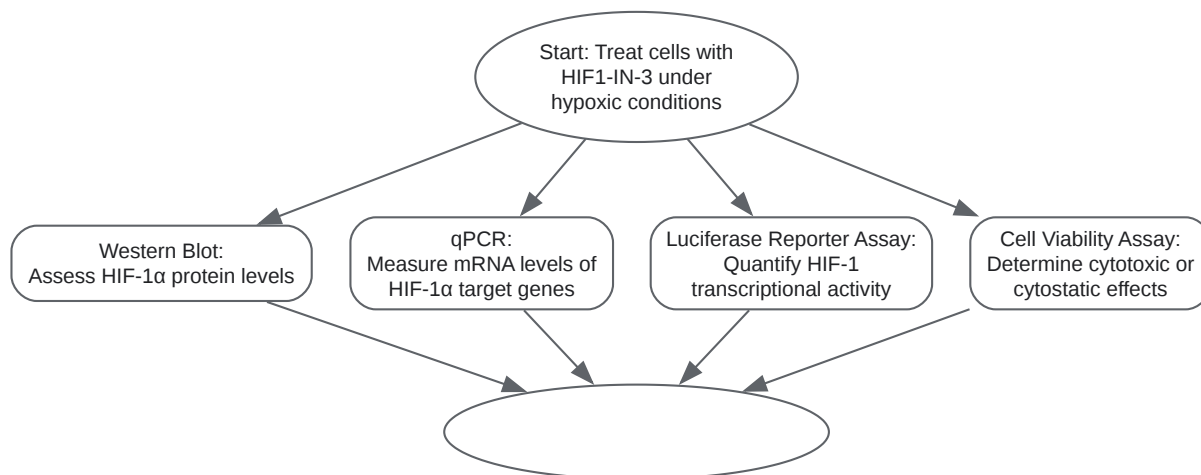 Start: Treat cells with
HIF1-IN-3 under
hypoxic conditions
Western Blot:
Assess HIF-1α protein levels
qPCR:
Measure mRNA levels of
HIF-1α target genes
Luciferase Reporter Assay:
Quantify HIF-1
transcriptional activity
Cell Viability Assay:
Determine cytotoxic or
cytostatic effects